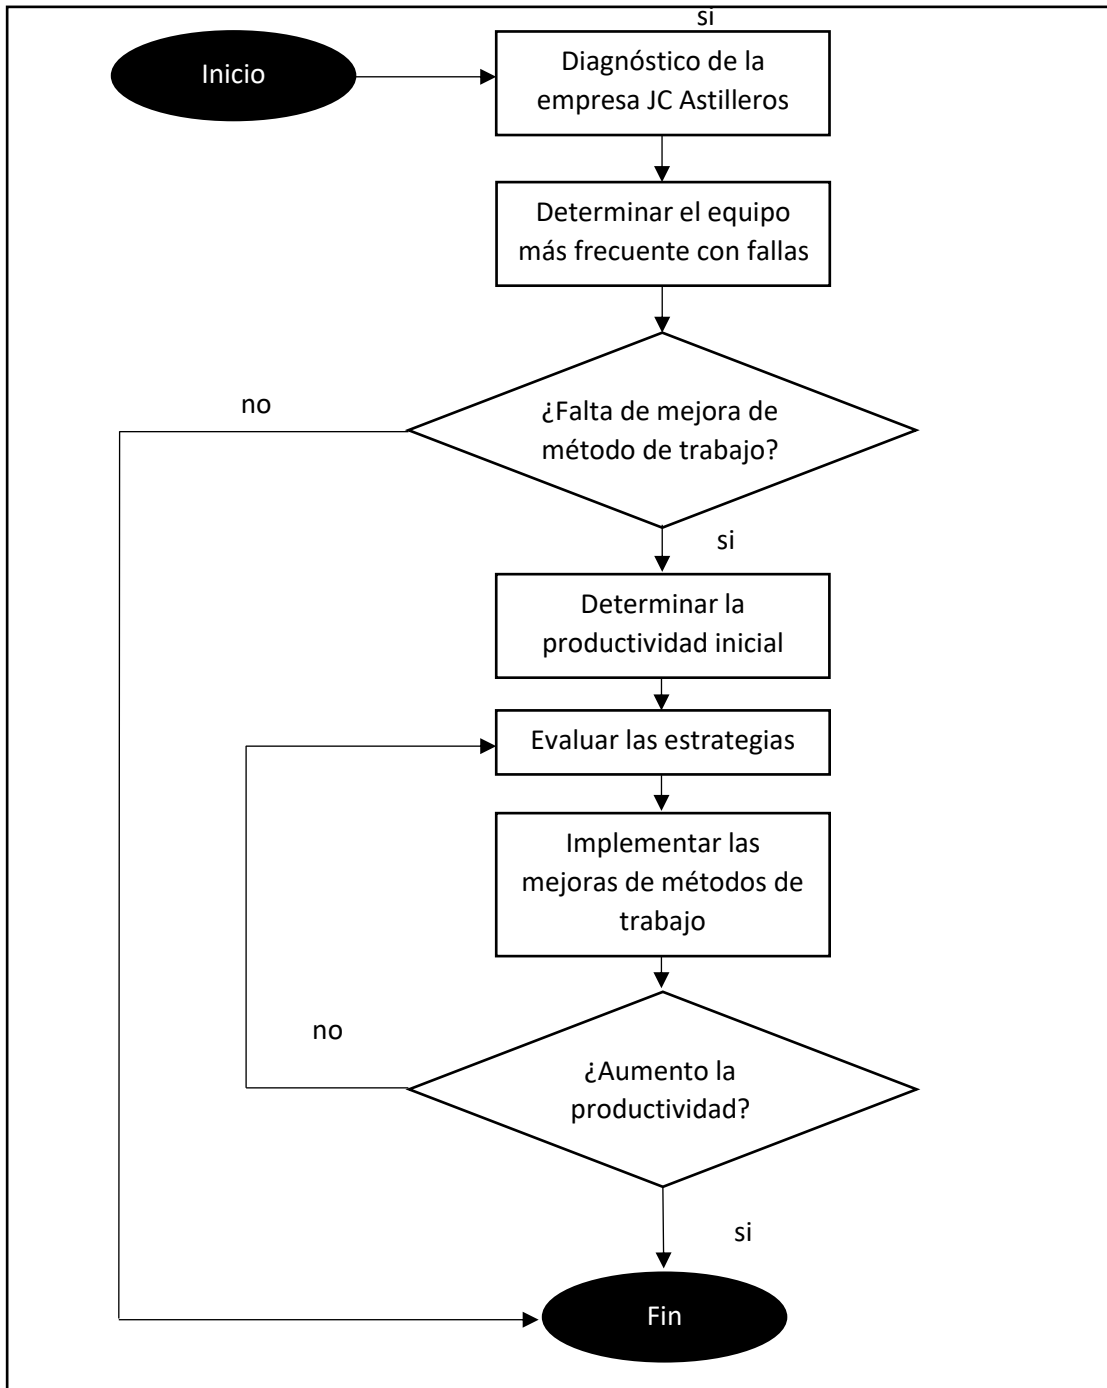 si
Inicio
Diagnóstico de la
empresa JC Astilleros
Determinar el equipo
más frecuente con fallas
no
¿Falta de mejora de
método de trabajo?
si
Determinar la
productividad inicial
Evaluar las estrategias
Implementar las
mejoras de métodos de
trabajo
no
¿Aumento la
productividad?
si
Fin